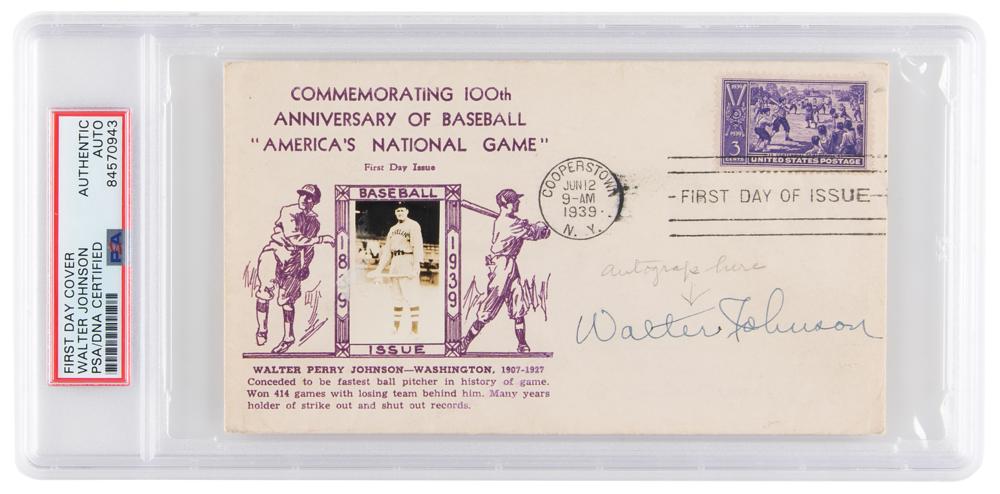 FIRST DAY COVER
WALTER JOHNSON
PSA/DNA CERTIFIED
PSA
AUTHENTIC
AUTO
84570943
COMMEMORATING 100th
ANNIVERSARY OF BASEBALL
"AMERICA'S NATIONAL GAME"
First Day Issue
BASEBALL
18 9
1939
ISSUE
WALTER PERRY JOHNSON—WASHINGTON, 1907-1927
Conceded to be fastest ball pitcher in history of game.
Won 414 games with losing team behind him. Many years
holder of strike out and shut out records.
COOPERSTOWN
JUN 12
9-AM
1939
N. Y.
FIRST DAY OF ISSUE
3
CENTS
UNITED STATES POSTAGE
autograp here
Walter Johnson